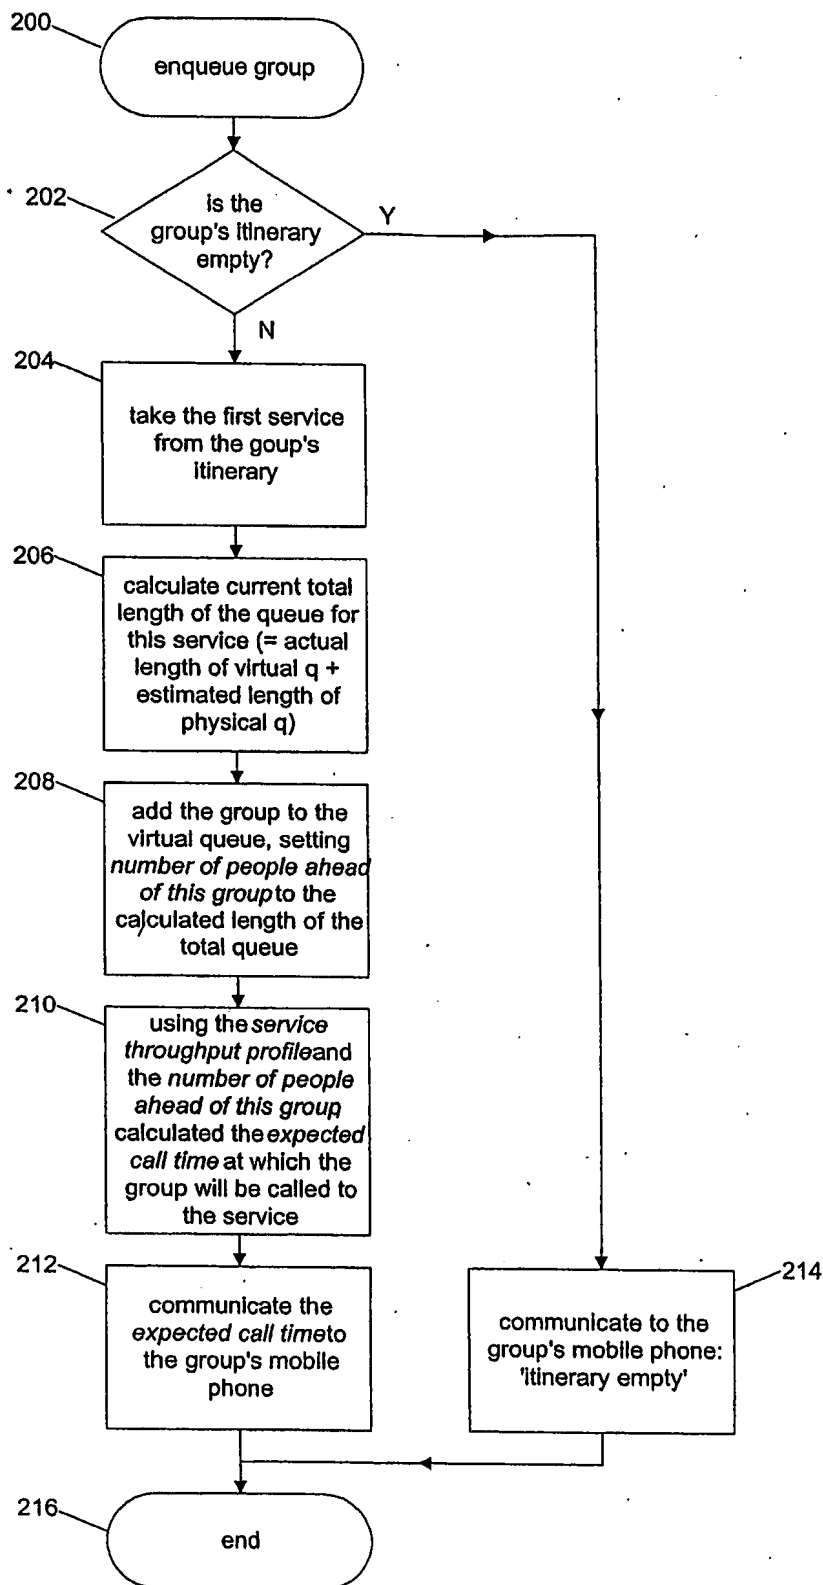 200
enqueue group
202
is the
group's itinerary
empty?
Y
N
204
take the first service
from the goup's
itinerary
206
calculate current total
length of the queue for
this service (= actual
length of virtual q +
estimated length of
physical q)
208
add the group to the
virtual queue, setting
number of people ahead
of this group to the
calculated length of the
total queue
210
using the service
throughput profile and
the number of people
ahead of this group
calculated the expected
call time at which the
group will be called to
the service
212
communicate the
expected call time to
the group's mobile
phone
214
communicate to the
group's mobile phone:
'itinerary empty'
216
end